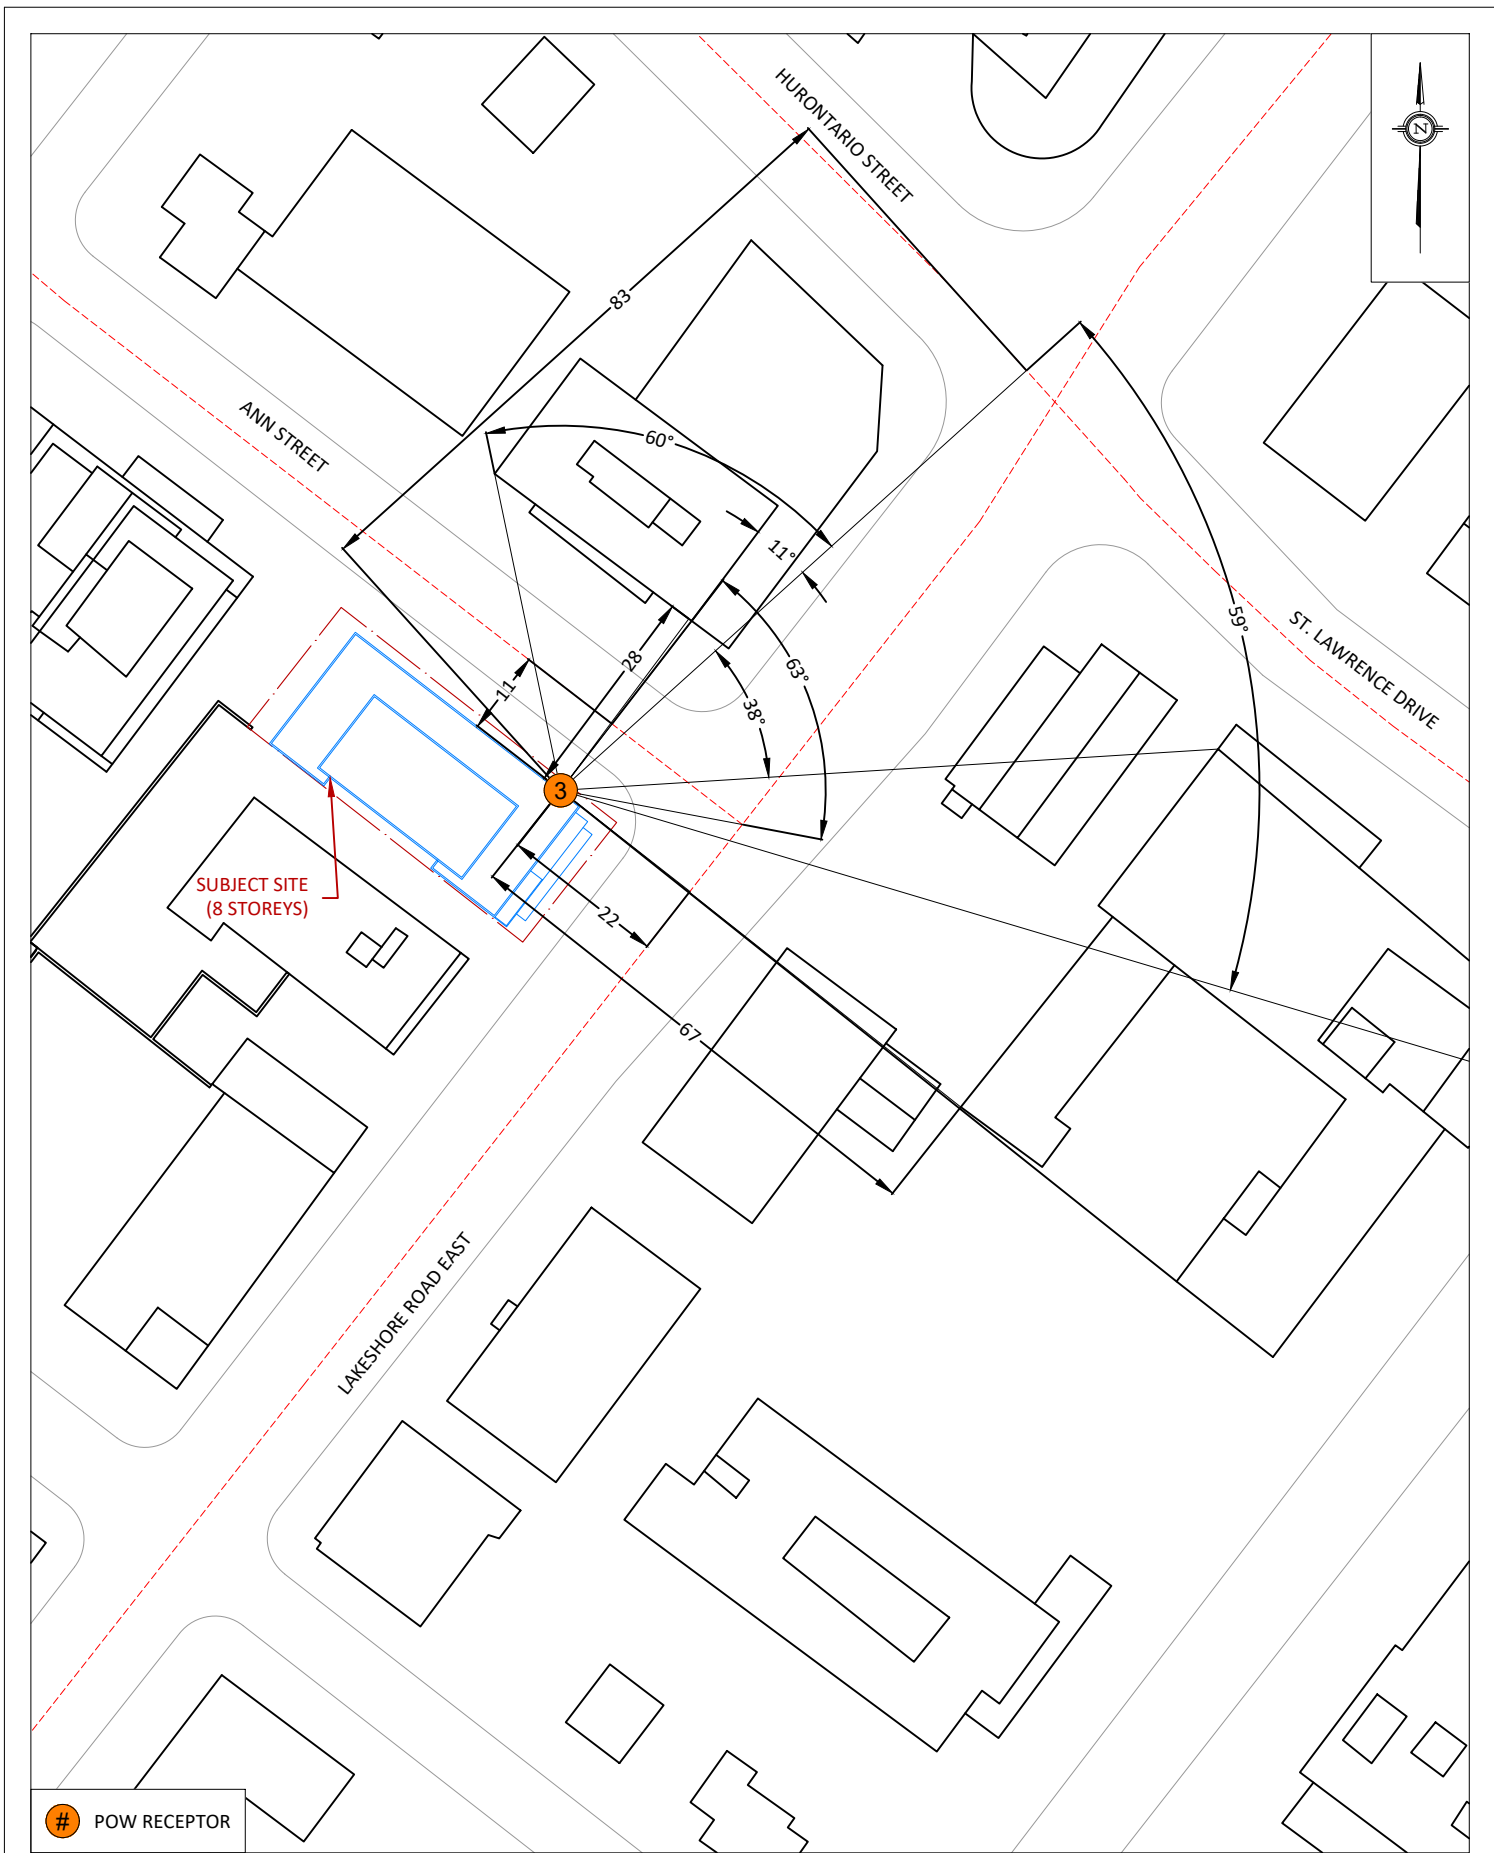 HURONTARIO STREET
N
83
ANN STREET
60°
11°
28
11
63°
38°
59°
ST. LAWRENCE DRIVE
3
SUBJECT SITE
(8 STOREYS)
22
67
LAKESHORE ROAD EAST
# POW RECEPTOR